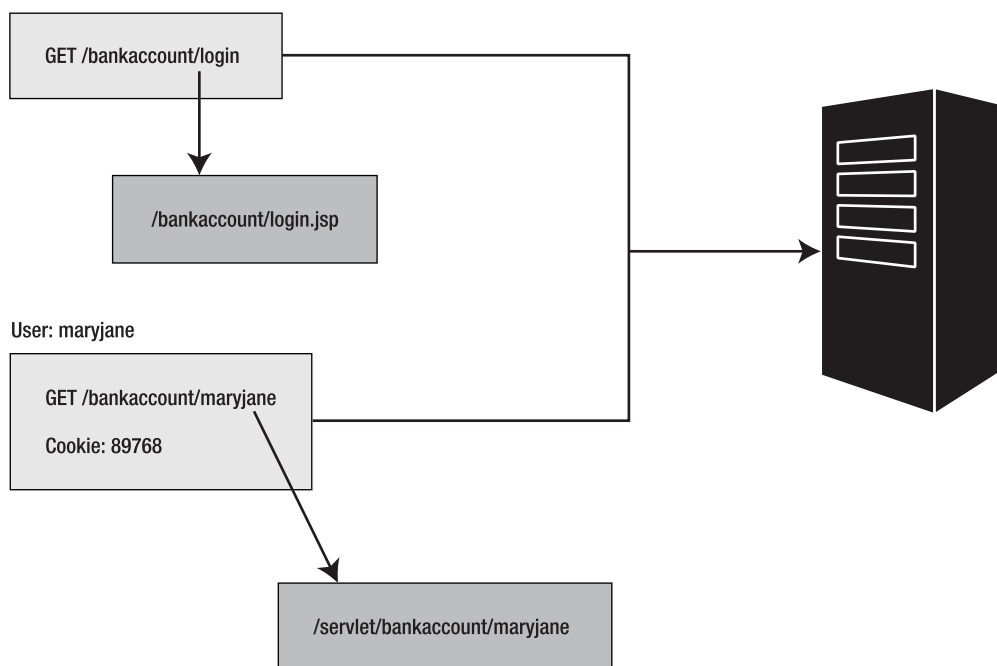 GET /bankaccount/login
/bankaccount/login.jsp
User: maryjane
GET /bankaccount/maryjane
Cookie: 89768
/servlet/bankaccount/maryjane